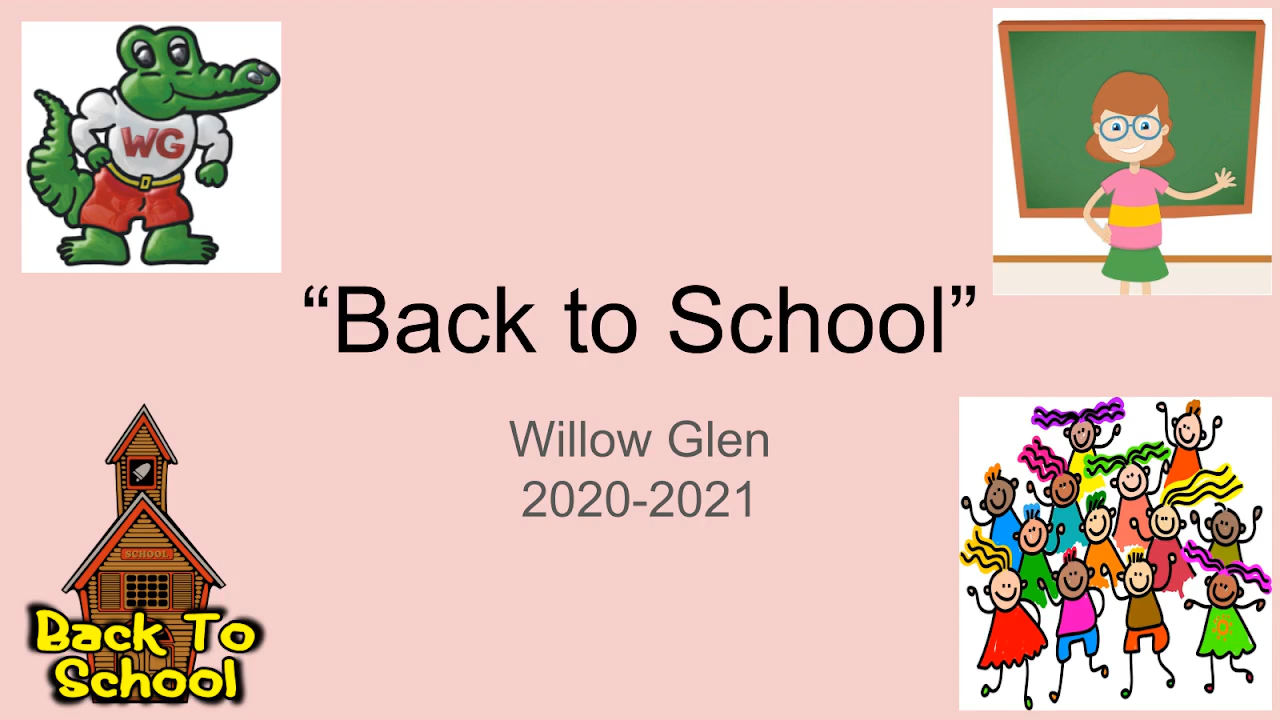 WG
“Back to School”
Willow Glen
2020-2021
SCHOOL
Back To
School